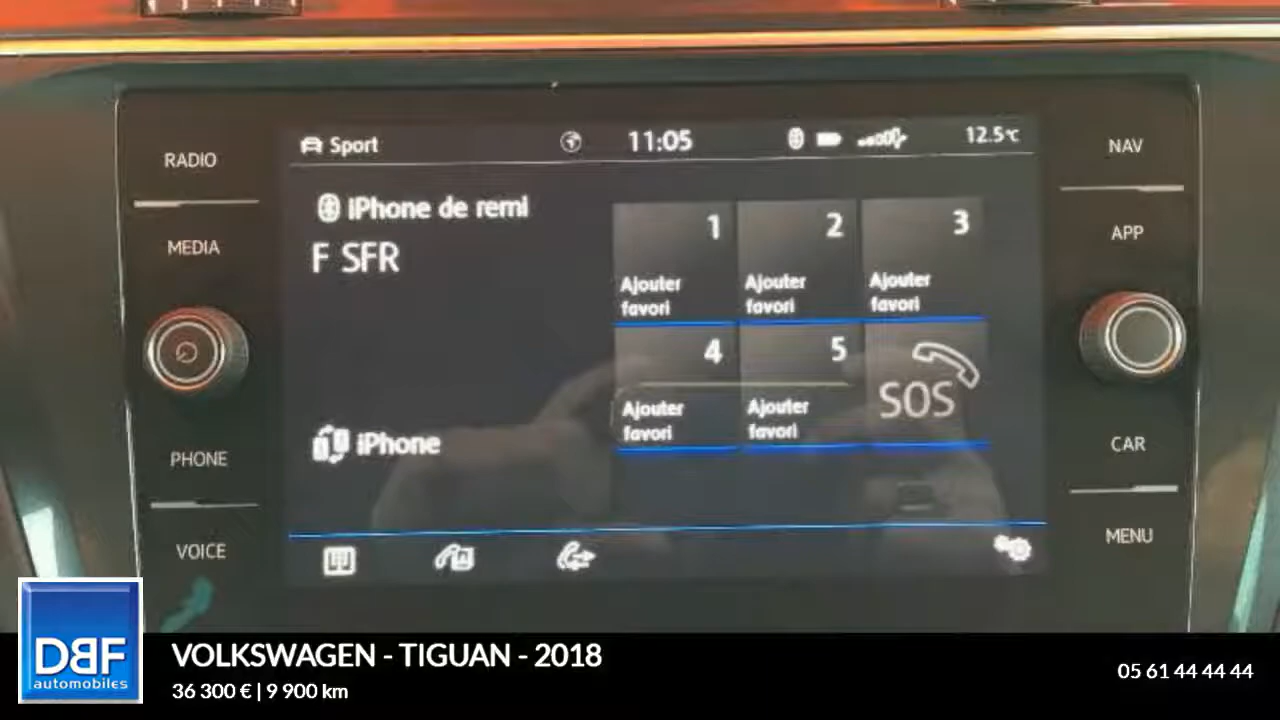 Sport 11:05 12.5°C
RADIO
MEDIA
PHONE
VOICE
iPhone de remi
F SFR
iPhone
1 2 3
Ajouter favori Ajouter favori Ajouter favori
4 5
SOS
Ajouter favori Ajouter favori
NAV
APP
CAR
MENU
DBF
automobiles
VOLKSWAGEN - TIGUAN - 2018
36 300 € | 9 900 km
05 61 44 44 44